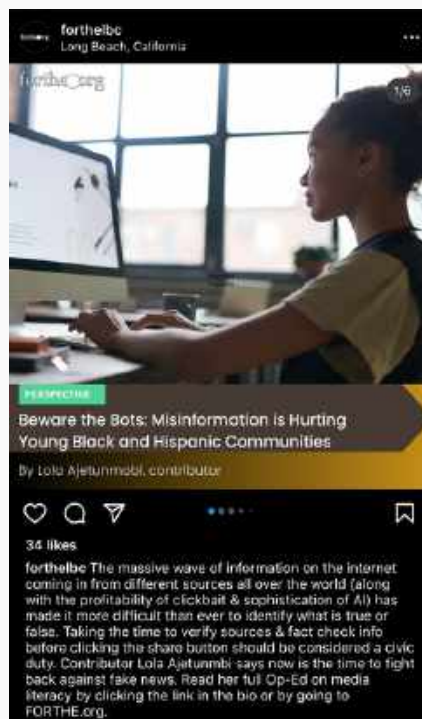 forthelbc
Long Beach, California
forthe.org
1/6
PERSPECTIVE
Beware the Bots: Misinformation is Hurting
Young Black and Hispanic Communities
By Lola Ajetunmobi, contributor
34 likes
forthelbc The massive wave of information on the internet
coming in from different sources all over the world (along
with the profitability of clickbait & sophistication of AI) has
made it more difficult than ever to identify what is true or
false. Taking the time to verify sources & fact check info
before clicking the share button should be considered a civic
duty. Contributor Lola Ajetunmbi says now is the time to fight
back against fake news. Read her full Op-Ed on media
literacy by clicking the link in the bio or by going to
FORTHE.org.